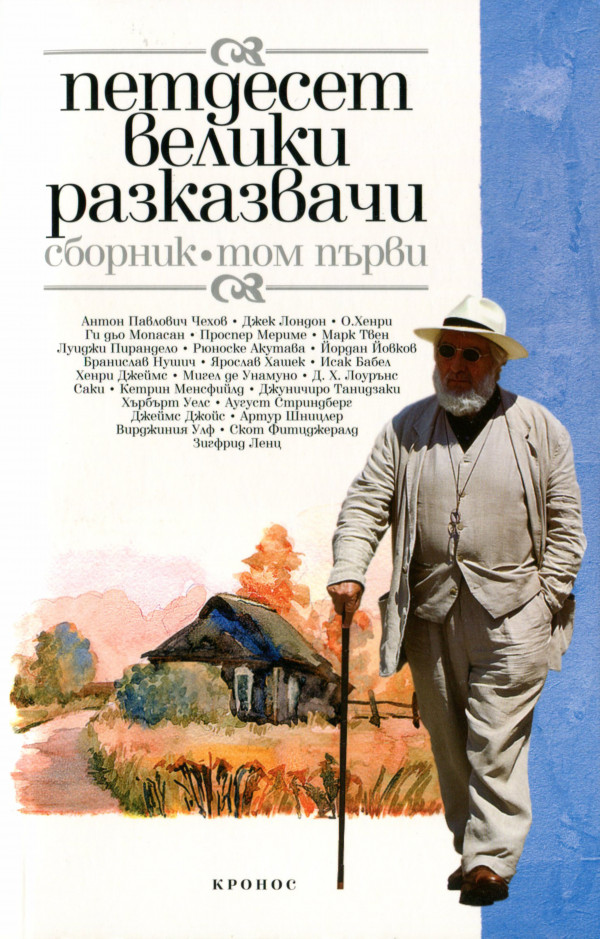 петдесет
велики
разказвачи
сборник • том първи
Антон Павлович Чехов • Джек Лондон • О.Хенри
Ги дьо Мопасан • Проспер Мериме • Марк Твен
Луиджи Пирандело • Рюноске Акутава • Йордан Йовков
Бранислав Нушич • Ярослав Хашек • Исак Бабел
Хенри Джеймс • Мигел де Унамуно • Д. Х. Лоурънс
Саки • Кетрин Менсфийлд • Джуничиро Танидзаки
Хърбърт Уелс • Аугуст Стриндберг
Джеймс Джойс • Артур Шницлер
Вирджиния Улф • Скот Фитиджералд
Зигфрид Ленц
КРОНОС